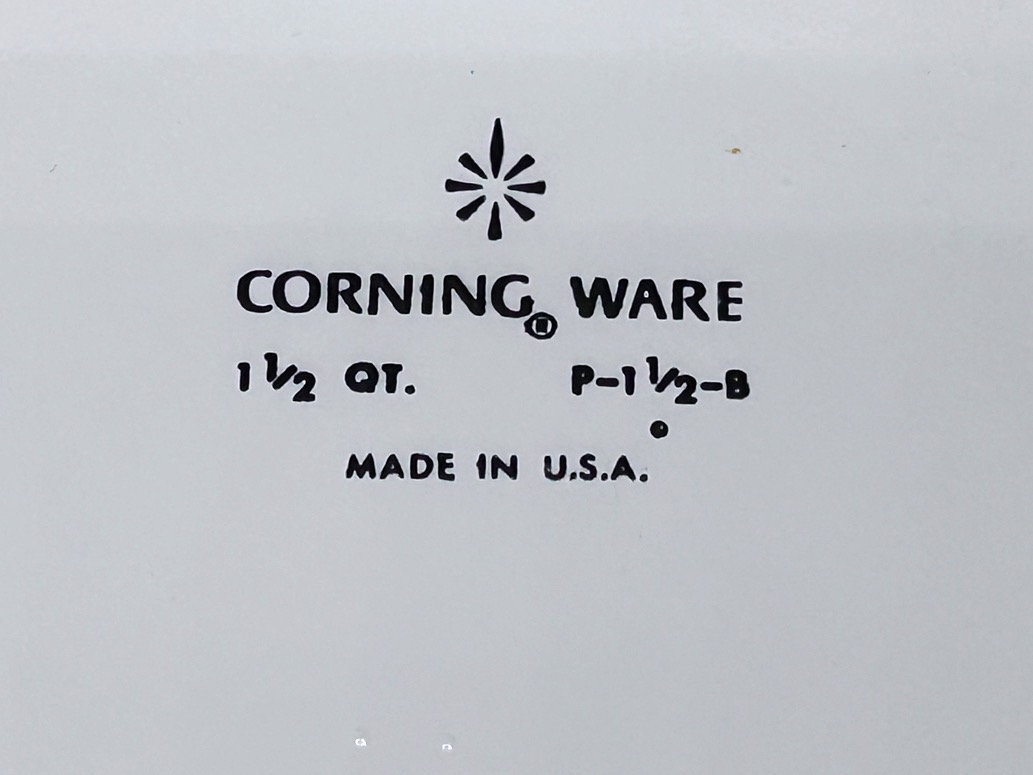 CORNING® WARE
1 1/2 QT. P-1 1/2-B
MADE IN U.S.A.